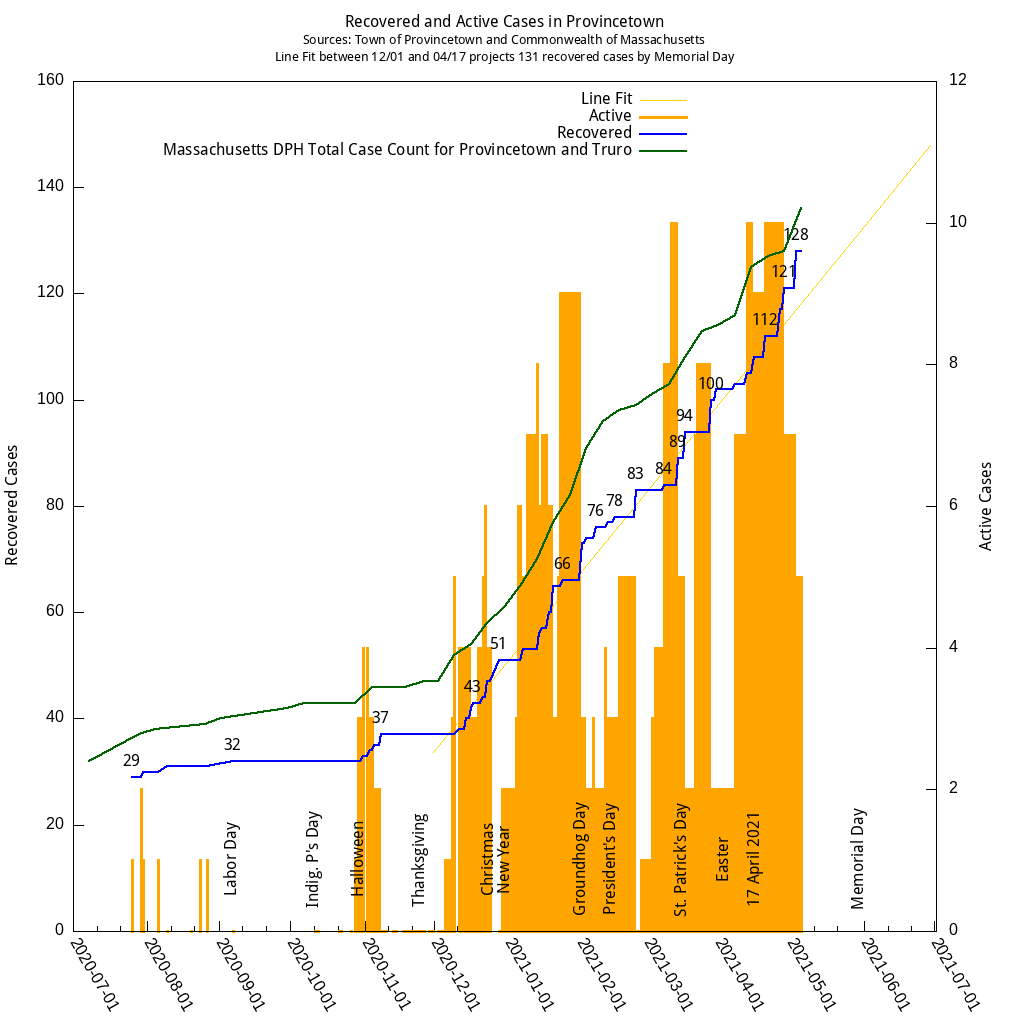 Recovered and Active Cases in Provincetown
Sources: Town of Provincetown and Commonwealth of Massachusetts
Line Fit between 12/01 and 04/17 projects 131 recovered cases by Memorial Day
Line Fit
Active
Recovered
Massachusetts DPH Total Case Count for Provincetown and Truro
160
140
120
100
80
60
40
20
0
12
10
8
6
4
2
0
Recovered Cases
Active Cases
29
32
37
43
51
66
76
78
83
84
89
94
100
112
121
128
Labor Day
Indig. P's Day
Halloween
Thanksgiving
Christmas
New Year
Groundhog Day
President's Day
St. Patrick's Day
Easter
17 April 2021
Memorial Day
2020-07-01
2020-08-01
2020-09-01
2020-10-01
2020-11-01
2020-12-01
2021-01-01
2021-02-01
2021-03-01
2021-04-01
2021-05-01
2021-06-01
2021-07-01